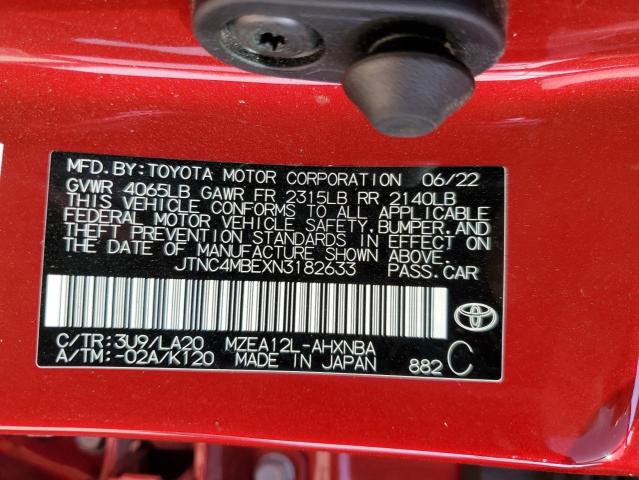 MFD.BY:TOYOTA MOTOR CORPORATION 06/22
GVWR 4065LB GAWR FR 2315LB RR 2140LB
THIS VEHICLE CONFORMS TO ALL APPLICABLE
FEDERAL MOTOR VEHICLE SAFETY,BUMPER,AND
THEFT PREVENTION STANDARDS IN EFFECT ON
THE DATE OF MANUFACTURE SHOWN ABOVE.
JTNC4MBEXN3182633 PASS.CAR
C/TR:3U9/LA20 MZEA12L-AHXNBA
A/TM:-02A/K120 MADE IN JAPAN 882 C